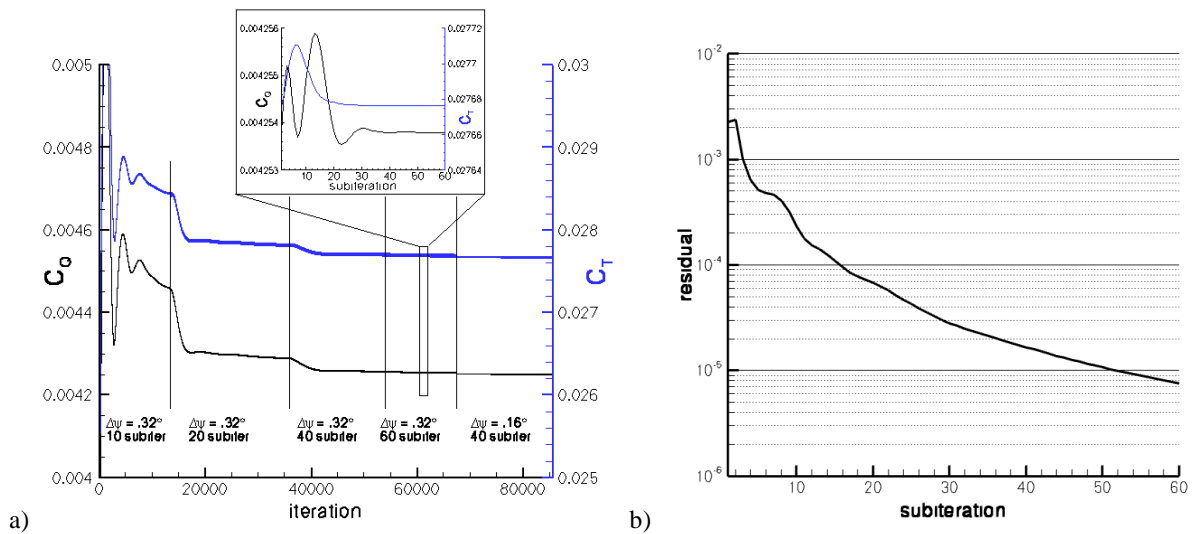 0.004256
0.004255
0.004254
0.004253
C_Q
0.02772
0.0277
0.02768
0.02766
0.02764
C_T
10 20 30 40 50 60
subiteration
0.005
0.0048
0.0046
0.0044
0.0042
0.004
C_Q
0.03
0.029
0.028
0.027
0.026
0.025
C_T
Δψ = .32°
10 subiter
Δψ = .32°
20 subiter
Δψ = .32°
40 subiter
Δψ = .32°
60 subiter
Δψ = .16°
40 subiter
0 20000 40000 60000 80000
iteration
a)
10^-2
10^-3
10^-4
10^-5
10^-6
residual
10 20 30 40 50 60
subiteration
b)